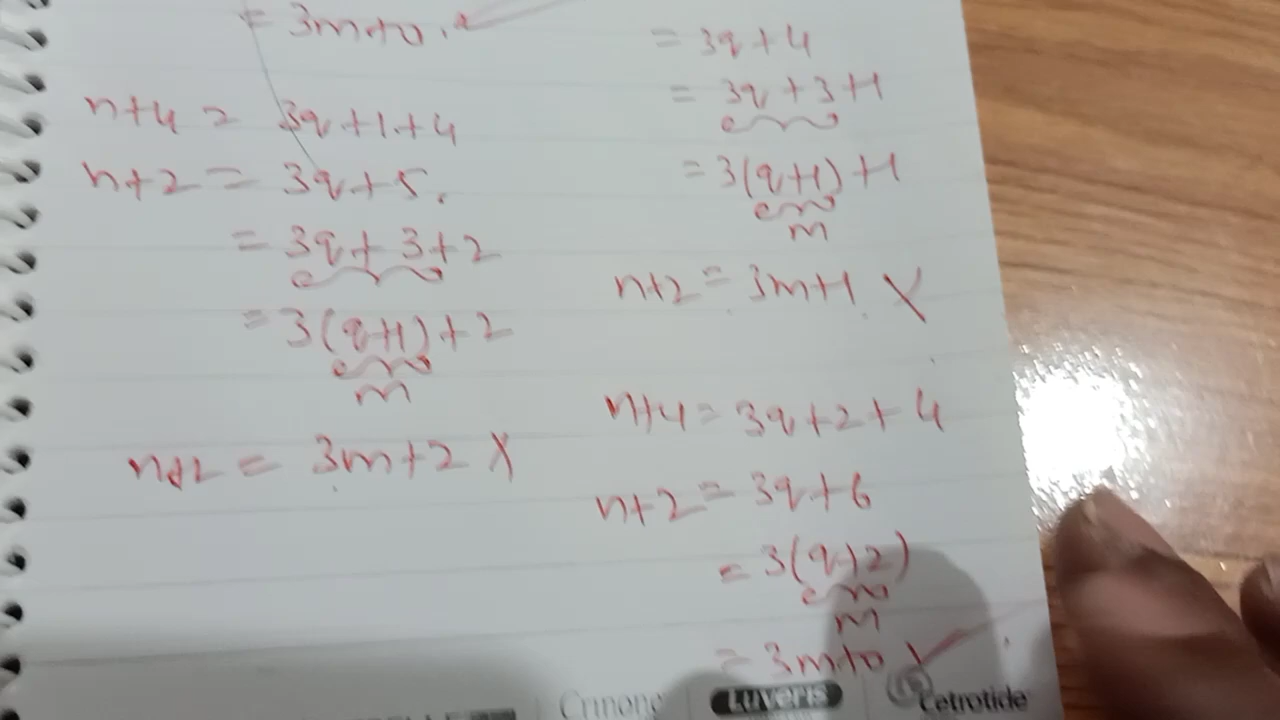 = 3m+0.
n+4 = 3q+1+4
n+2 = 3q+5.
= 3q+3+2
= 3(q+1)+2
m
n+2 = 3m+2 X
= 3q+4
= 3q+3+1
= 3(q+1)+1
m
n+2 = 3m+1 X
n+4 = 3q+2+4
n+2 = 3q+6
= 3(q+2)
m
= 3m+0 ✓
Crinone Luveris Cetrotide